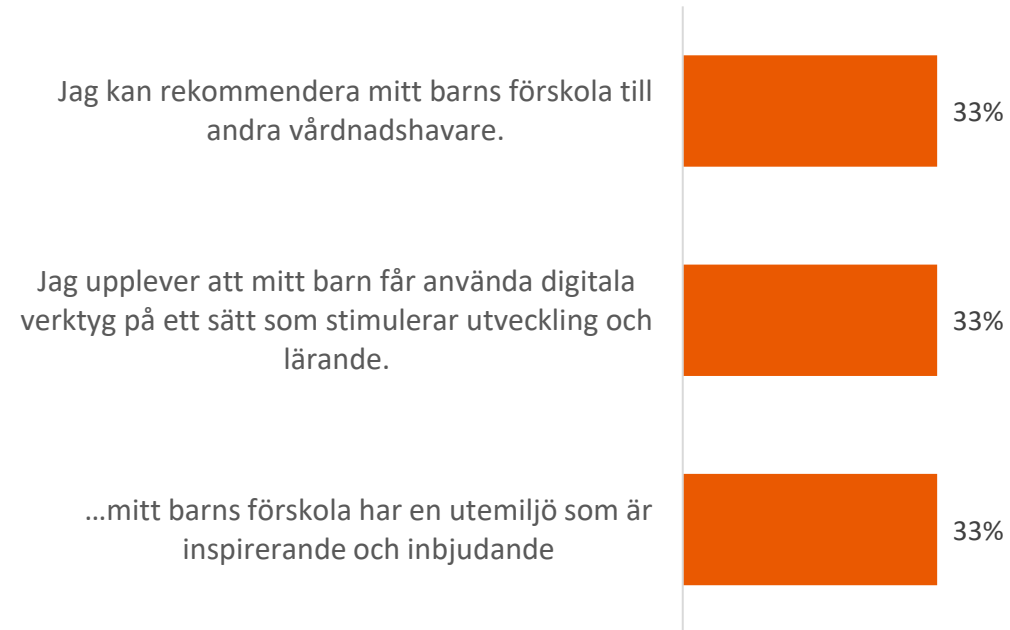 Jag kan rekommendera mitt barns förskola till
andra vårdnadshavare.
33%
Jag upplever att mitt barn får använda digitala
verktyg på ett sätt som stimulerar utveckling och
lärande.
33%
…mitt barns förskola har en utemiljö som är
inspirerande och inbjudande
33%